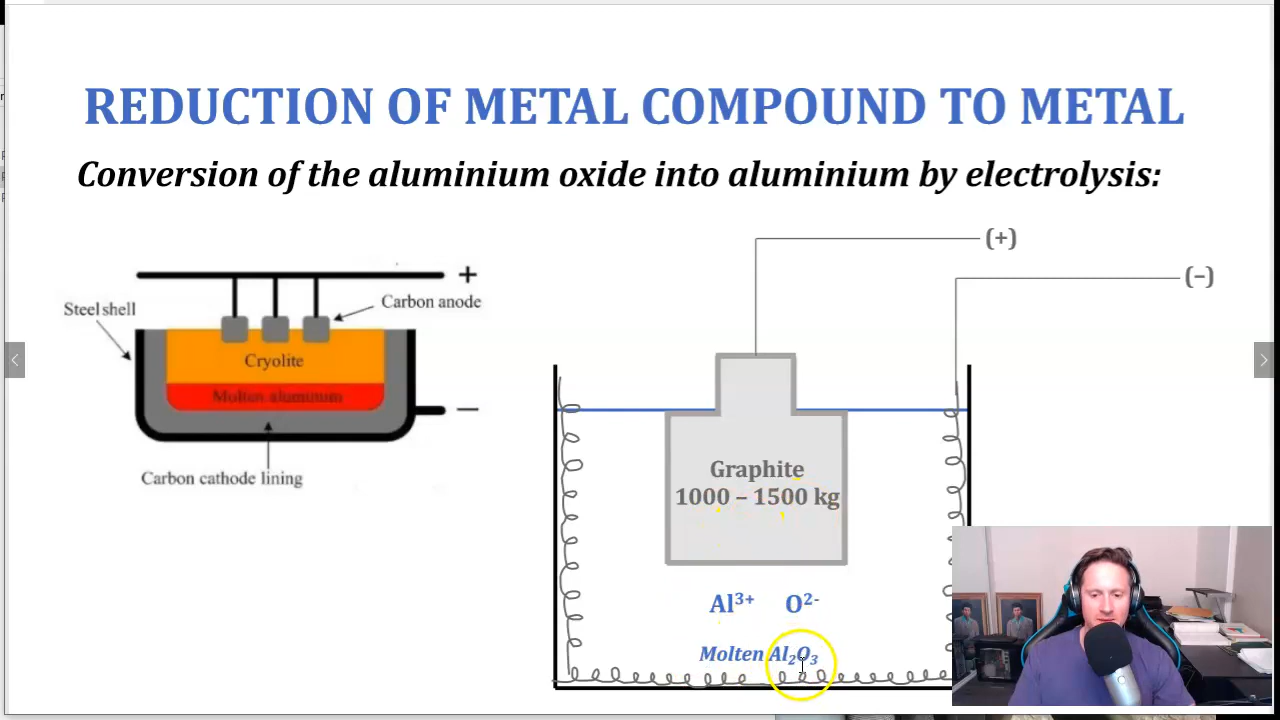 REDUCTION OF METAL COMPOUND TO METAL
Conversion of the aluminium oxide into aluminium by electrolysis:
(+)
(−)
+
Carbon anode
Steel shell
Cryolite
Molten aluminum
−
Carbon cathode lining
Graphite
1000 – 1500 kg
Al³⁺ O²⁻
Molten Al₂O₃